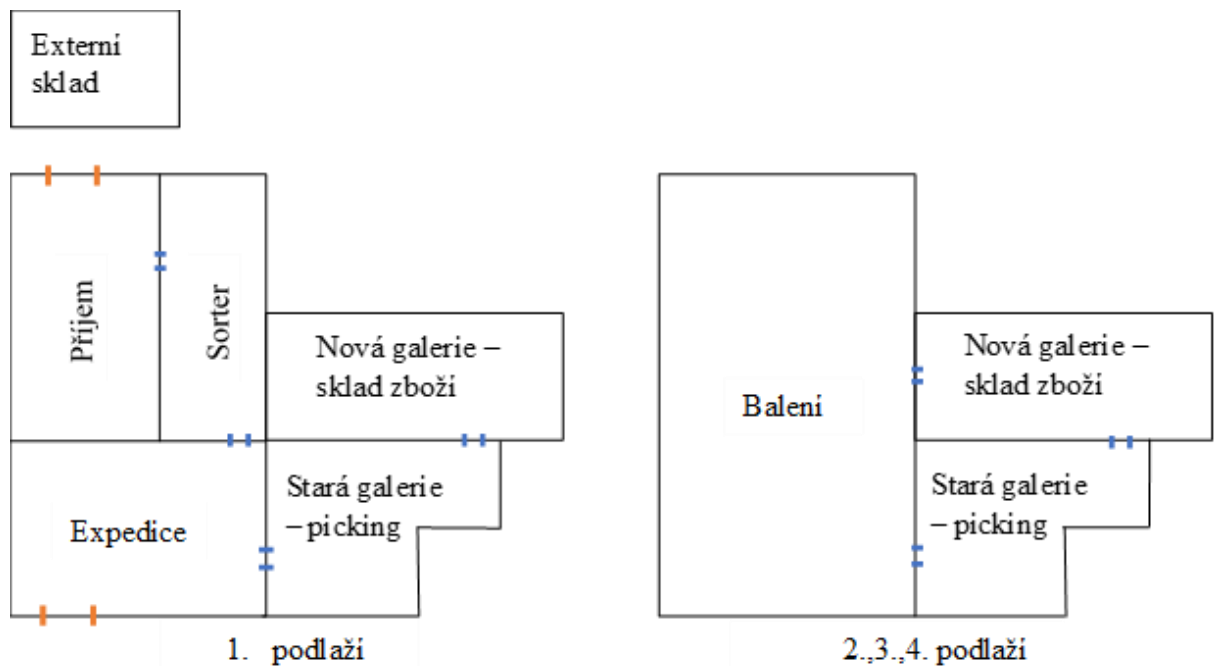 Externí
sklad
Příjem
Sorter
Nová galerie –
sklad zboží
Stará galerie
– picking
Expedice
1. podlaží
Balení
Nová galerie –
sklad zboží
Stará galerie
– picking
2.,3.,4. podlaží